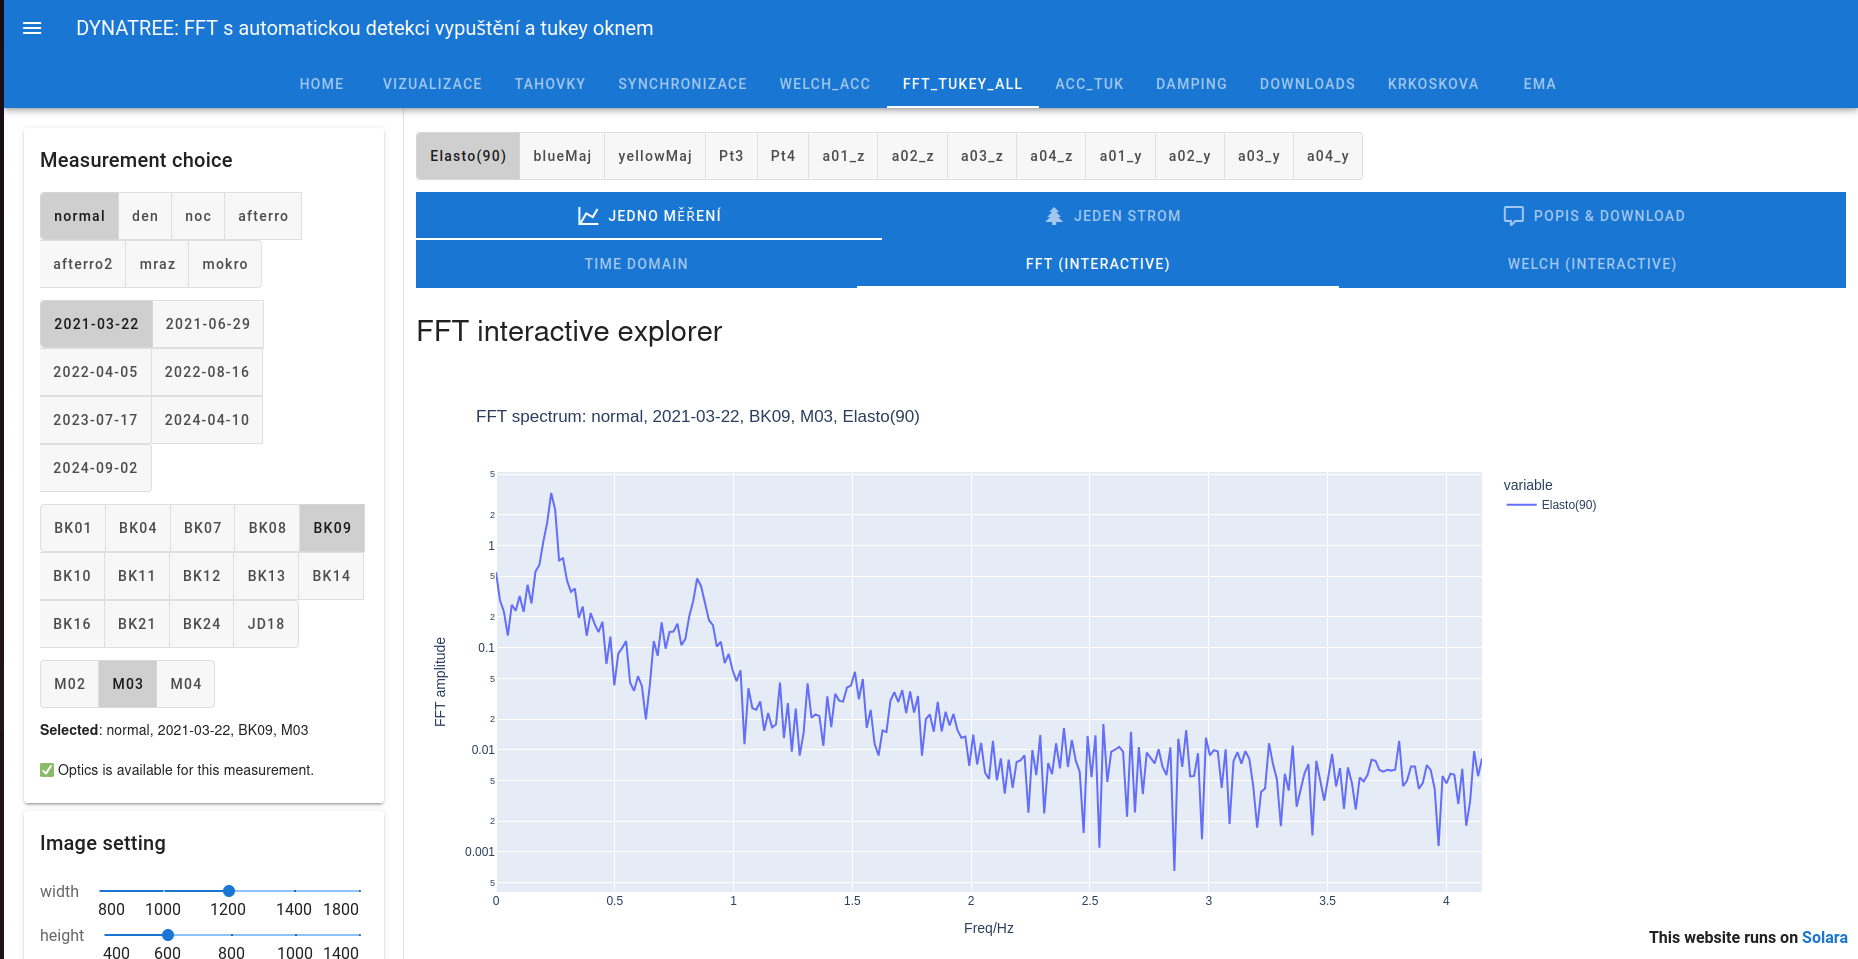 DYNATREE: FFT s automatickou detekci vypuštění a tukey oknem
HOME VIZUALIZACE TAHOVKY SYNCHRONIZACE WELCH_ACC FFT_TUKEY_ALL ACC_TUK DAMPING DOWNLOADS KRKOSKOVA EMA
Measurement choice
normal den noc afterro
afterro2 mraz mokro
2021-03-22 2021-06-29
2022-04-05 2022-08-16
2023-07-17 2024-04-10
2024-09-02
BK01 BK04 BK07 BK08 BK09
BK10 BK11 BK12 BK13 BK14
BK16 BK21 BK24 JD18
M02 M03 M04
Selected: normal, 2021-03-22, BK09, M03
Optics is available for this measurement.
Image setting
width
800 1000 1200 1400 1800
height
400 600 800 1000 1400
Elasto(90) blueMaj yellowMaj Pt3 Pt4 a01_z a02_z a03_z a04_z a01_y a02_y a03_y a04_y
JEDNO MĚŘENÍ JEDEN STROM POPIS & DOWNLOAD
TIME DOMAIN FFT (INTERACTIVE) WELCH (INTERACTIVE)
FFT interactive explorer
FFT spectrum: normal, 2021-03-22, BK09, M03, Elasto(90)
variable
Elasto(90)
FFT amplitude
5
2
1
5
2
0.1
5
2
0.01
5
2
0.001
5
0 0.5 1 1.5 2 2.5 3 3.5 4
Freq/Hz
This website runs on Solara